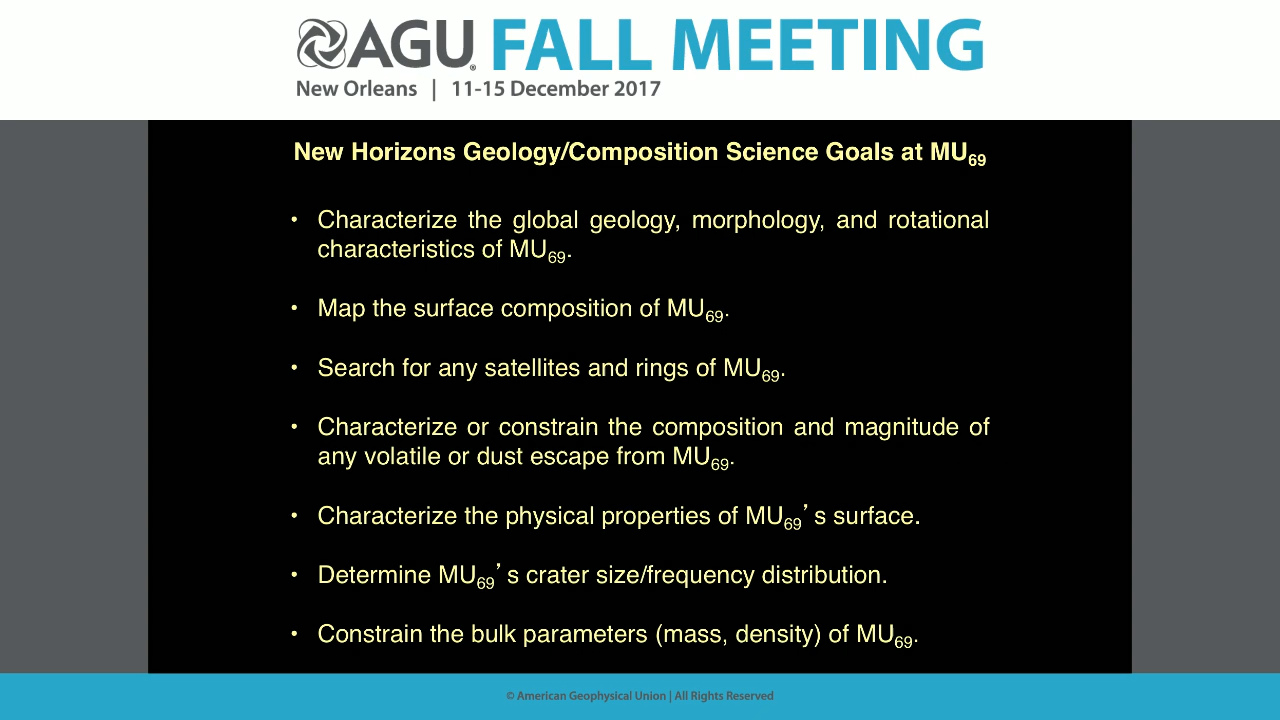 AGU FALL MEETING
New Orleans | 11-15 December 2017
New Horizons Geology/Composition Science Goals at MU₆₉
• Characterize the global geology, morphology, and rotational
characteristics of MU₆₉.
• Map the surface composition of MU₆₉.
• Search for any satellites and rings of MU₆₉.
• Characterize or constrain the composition and magnitude of
any volatile or dust escape from MU₆₉.
• Characterize the physical properties of MU₆₉’s surface.
• Determine MU₆₉’s crater size/frequency distribution.
• Constrain the bulk parameters (mass, density) of MU₆₉.
© American Geophysical Union | All Rights Reserved